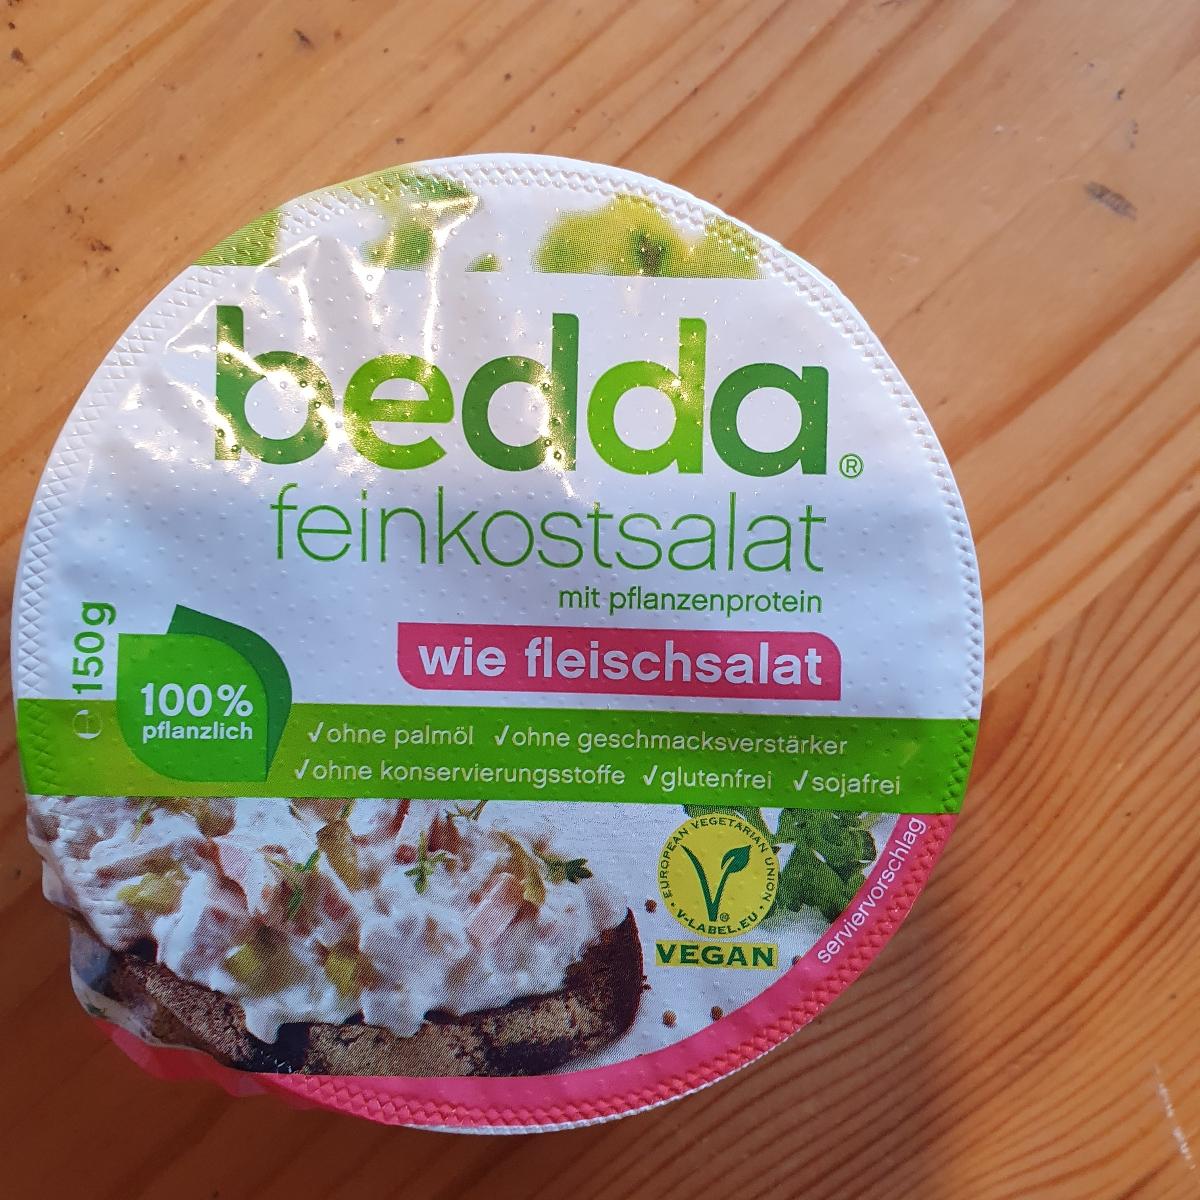 bedda®
feinkostsalat
mit pflanzenprotein
wie fleischsalat
℮ 150g
100%
pflanzlich
✓ohne palmöl ✓ohne geschmacksverstärker
✓ohne konservierungsstoffe ✓glutenfrei ✓sojafrei
EUROPEAN VEGETARIAN UNION
V-LABEL.EU
®
VEGAN
serviervorschlag